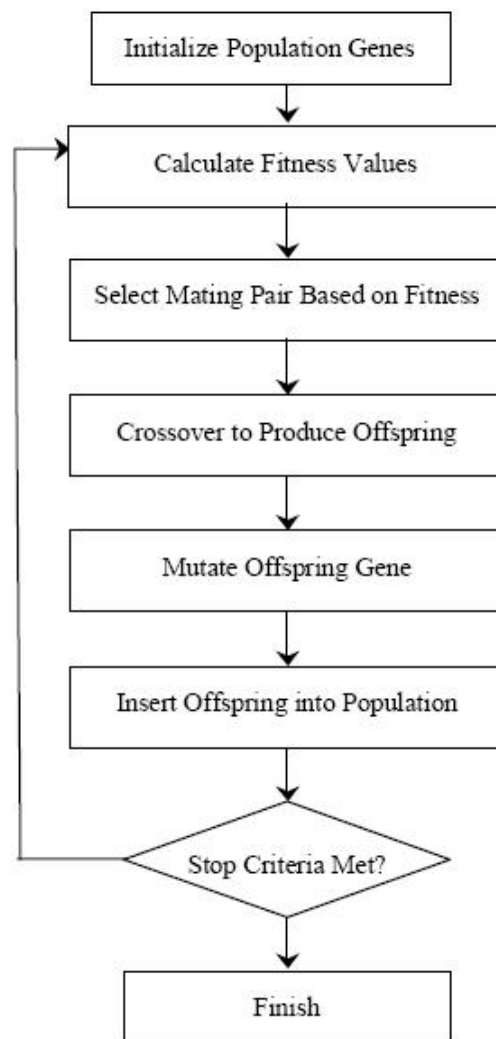 Initialize Population Genes
Calculate Fitness Values
Select Mating Pair Based on Fitness
Crossover to Produce Offspring
Mutate Offspring Gene
Insert Offspring into Population
Stop Criteria Met?
Finish